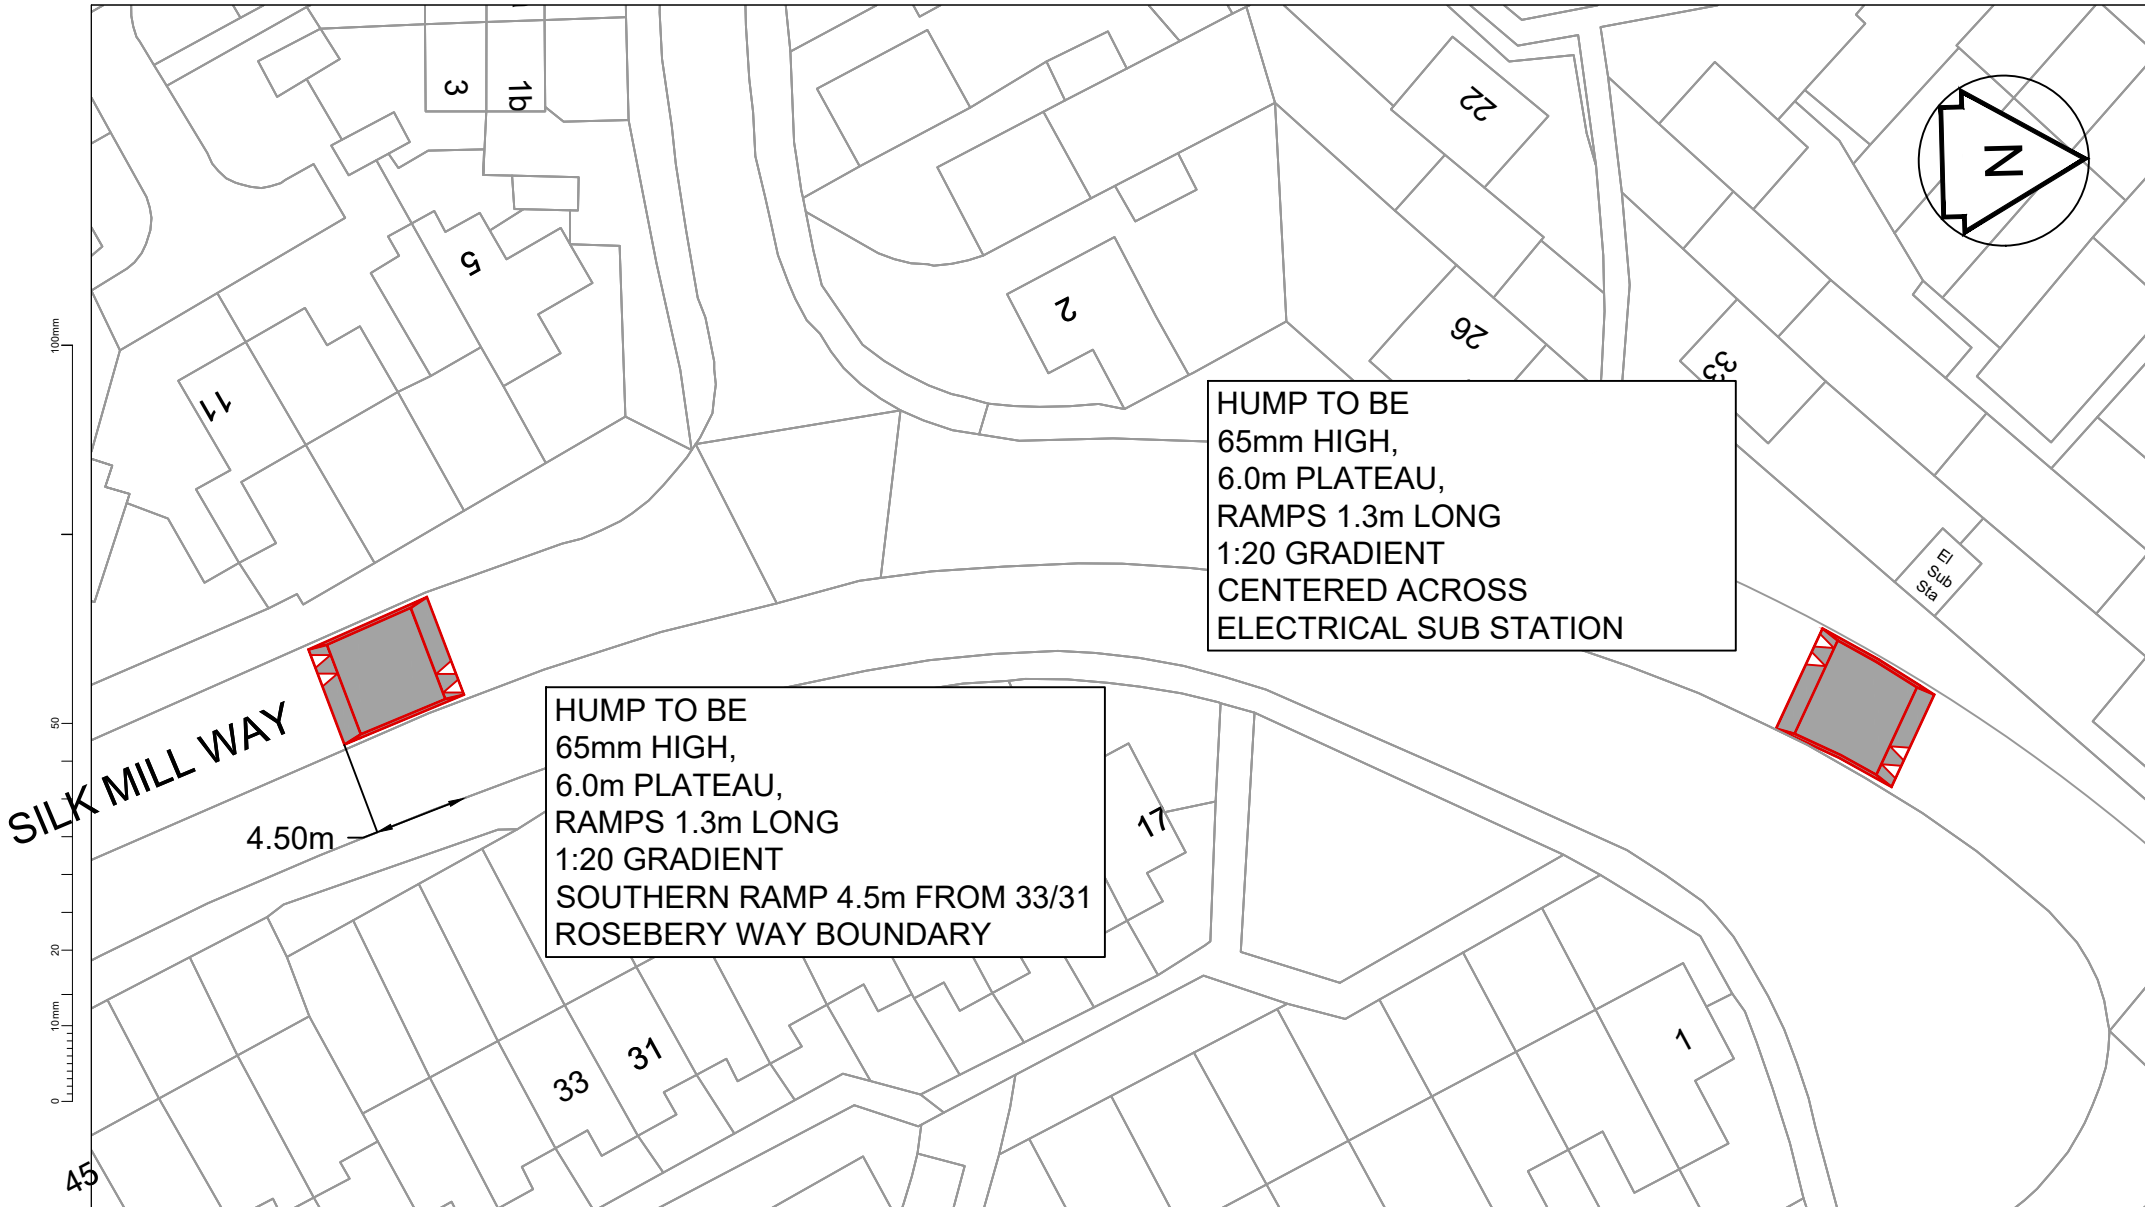 3
1b
22
N
5
2
26
33
11
100mm
HUMP TO BE
65mm HIGH,
6.0m PLATEAU,
RAMPS 1.3m LONG
1:20 GRADIENT
CENTERED ACROSS
ELECTRICAL SUB STATION
El
Sub
Sta
50
SILK MILL WAY
HUMP TO BE
65mm HIGH,
6.0m PLATEAU,
RAMPS 1.3m LONG
1:20 GRADIENT
SOUTHERN RAMP 4.5m FROM 33/31
ROSEBERY WAY BOUNDARY
4.50m
17
20
10mm
0
31
33
1
45